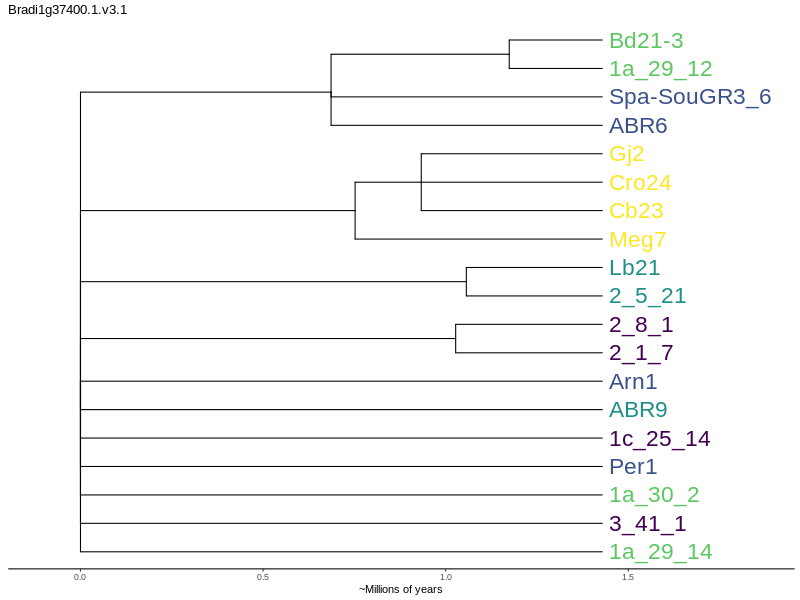 Bradi1g37400.1.v3.1
Bd21-3
1a_29_12
Spa-SouGR3_6
ABR6
Gj2
Cro24
Cb23
Meg7
Lb21
2_5_21
2_8_1
2_1_7
Arn1
ABR9
1c_25_14
Per1
1a_30_2
3_41_1
1a_29_14
0.0 0.5 1.0 1.5
~Millions of years